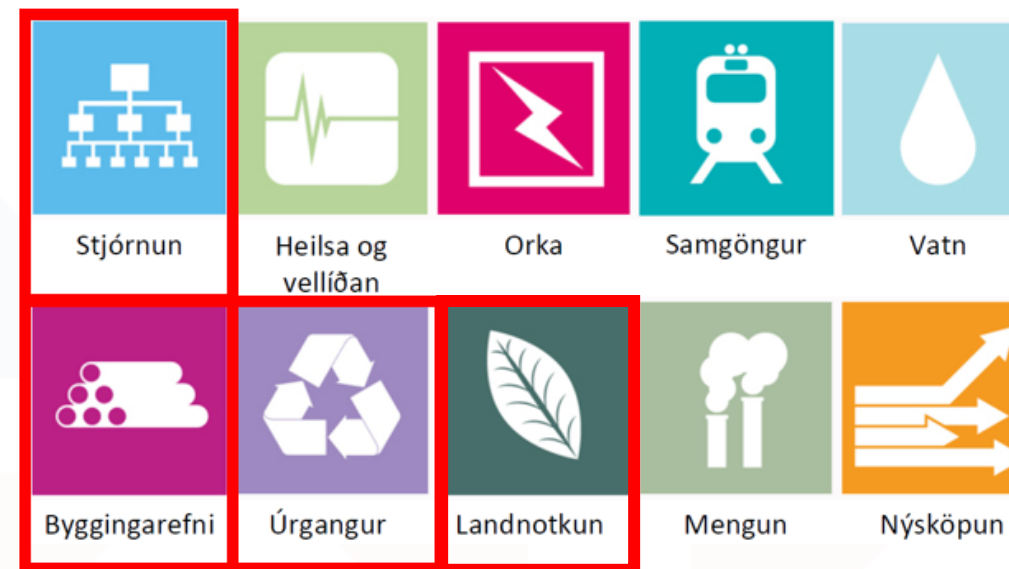 Stjórnun
Heilsa og
vellíðan
Orka
Samgöngur
Vatn
Byggingarefni
Úrgangur
Landnotkun
Mengun
Nýsköpun